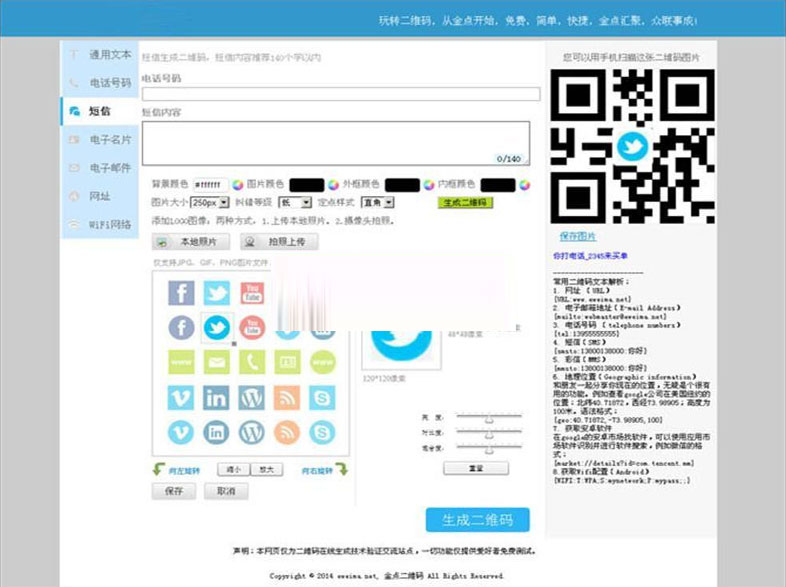 玩转二维码，从金点开始，免费，简单，快捷，金点汇聚，众联事成！
通用文本
电话号码
短信
电子名片
电子邮件
网址
WiFi网络
短信生成二维码，短信内容推荐140个字以内
电话号码
短信内容
0/140
背景颜色 #ffffff 图片颜色 外框颜色 内框颜色
图片大小 250px 纠错等级 低 定点样式 直角 生成二维码
添加LOGO图像：两种方式，1.上传本地照片，2.摄像头拍照。
本地照片 拍照上传
仅支持JPG、GIF、PNG图片文件
You Tube
You
www
www
48*48像素
120*120像素
亮 度：
对比度：
饱合度：
重置
向左旋转 缩小 放大 向右旋转
保存 取消
生成二维码
您可以用手机扫描这张二维码图片
保存图片
你打电话_2345来买单
------------------------
常用二维码文本解析：
1. 网址 （URL）
{URL:www.eweima.net}
2. 电子邮箱地址（E-mail Address）
{mailto:webmaster@eweima.net}
3. 电话号码 （telephone numbers）
{tel:13955555555}
4. 短信（SMS）
{smsto:13800138000:你好}
5. 彩信（MMS）
{mmsto:13800138000:你好}
6. 地理位置（Geographic information）
和朋友一起分享你现在的位置，无疑是个很有用的功能。例如查看google公司在美国纽约的位置：北纬40.71872，西经73.98905；高度为100米。语法格式：
{geo:40.71872,-73.98905,100}
7. 获取安卓软件
在google的安卓市场找软件，可以使用应用市场软件识别并进行软件搜索，例如微信的格式：
{market://details?id=com.tencent.mm}
8.获取Wifi配置（Android）
{WIFI:T:WPA;S:mynetwork;P:mypass;;}
声明：本网页仅为二维码在线生成技术验证交流站点，一切功能仅提供爱好者免费测试。
Copyright © 2014 eweima.net, 金点二维码 All Rights Reserved.